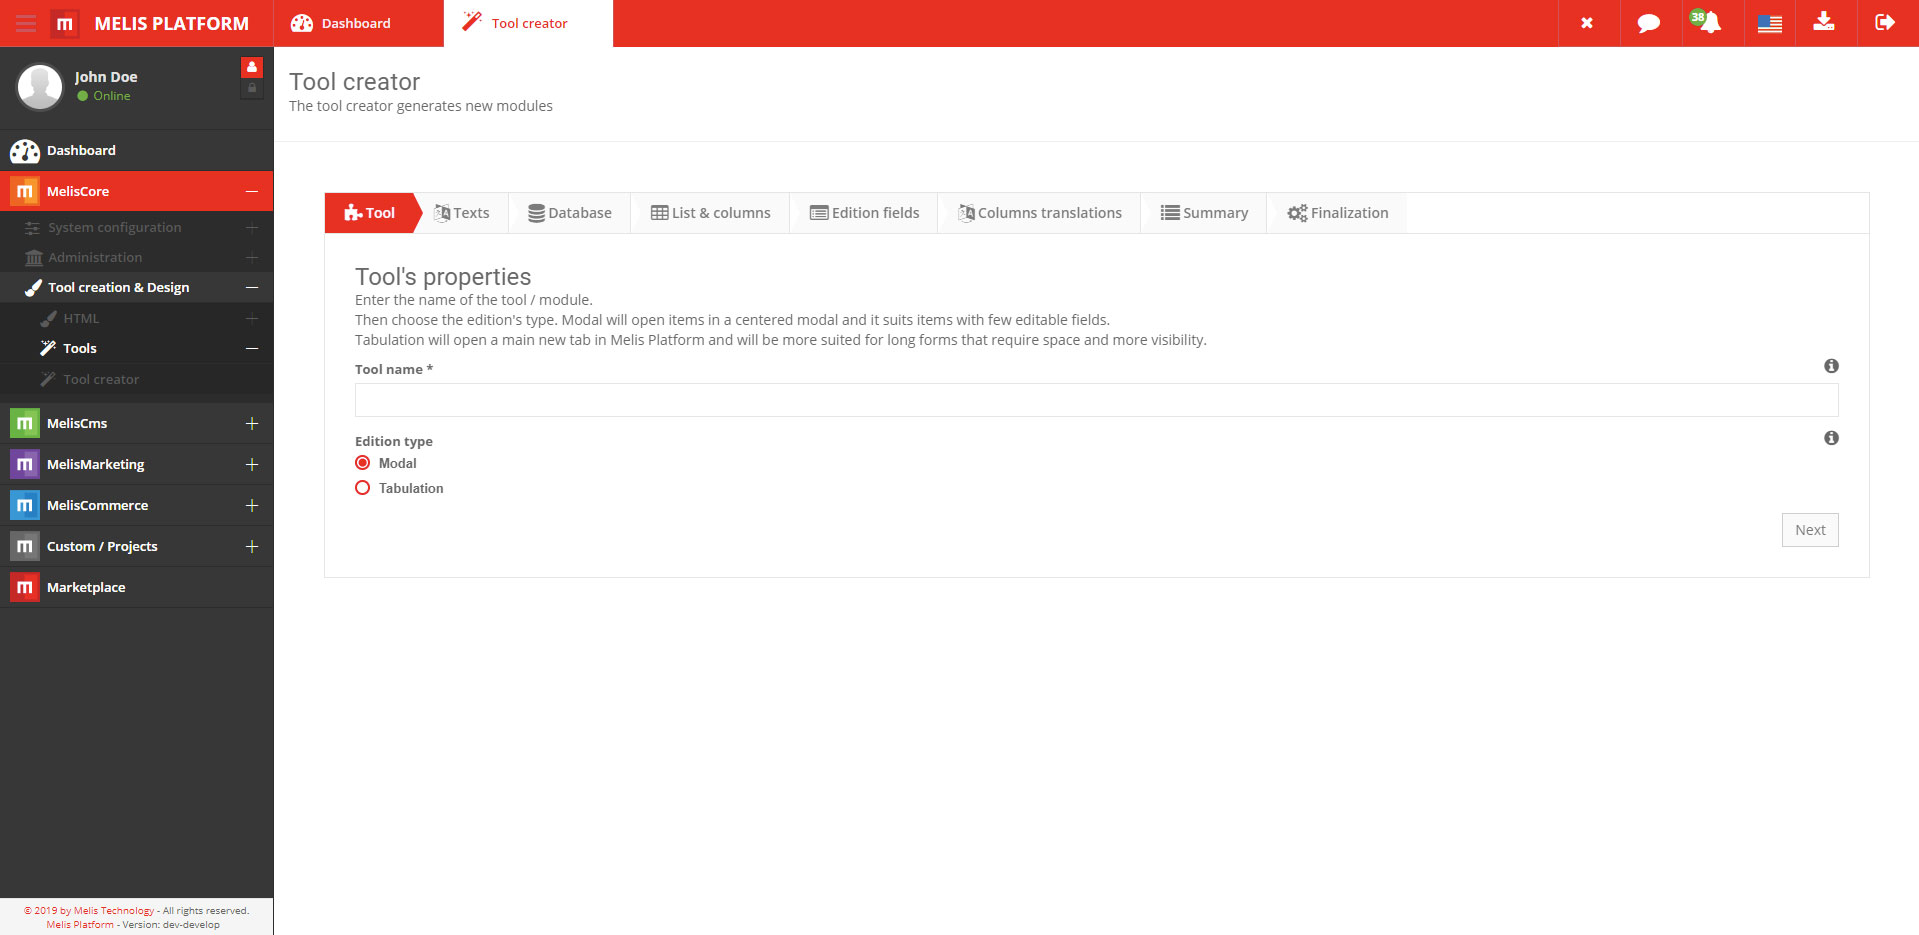 MELIS PLATFORM
Dashboard
Tool creator
38
John Doe
Online
Dashboard
MelisCore
System configuration
Administration
Tool creation & Design
HTML
Tools
Tool creator
MelisCms
MelisMarketing
MelisCommerce
Custom / Projects
Marketplace
© 2019 by Melis Technology - All rights reserved.
Melis Platform - Version: dev-develop
Tool creator
The tool creator generates new modules
Tool
Texts
Database
List & columns
Edition fields
Columns translations
Summary
Finalization
Tool's properties
Enter the name of the tool / module.
Then choose the edition's type. Modal will open items in a centered modal and it suits items with few editable fields.
Tabulation will open a main new tab in Melis Platform and will be more suited for long forms that require space and more visibility.
Tool name *
Edition type
Modal
Tabulation
Next